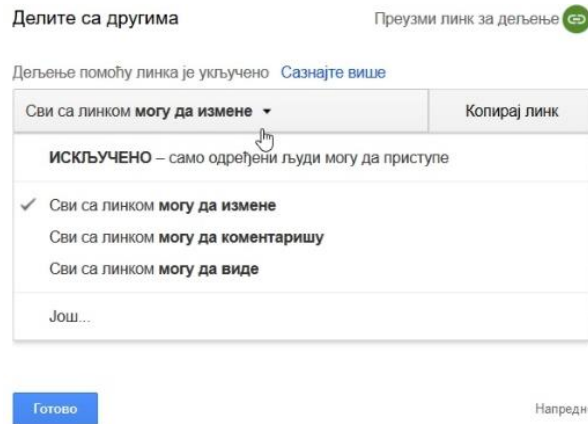 Делите са другима
Преузми линк за дељење
Дељење помоћу линка је укључено Сазнајте више
Сви са линком могу да измене
Копирај линк
ИСКЉУЧЕНО – само одређени људи могу да приступе
Сви са линком могу да измене
Сви са линком могу да коментаришу
Сви са линком могу да виде
Још...
Готово
Напредн